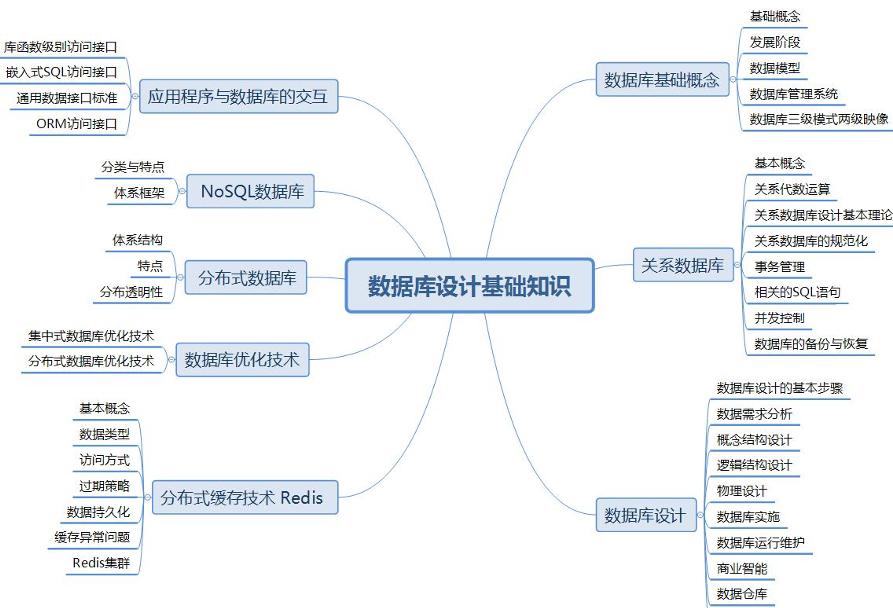 数据库设计基础知识
数据库基础概念
基础概念
发展阶段
数据模型
数据库管理系统
数据库三级模式两级映像
关系数据库
基本概念
关系代数运算
关系数据库设计基本理论
关系数据库的规范化
事务管理
相关的SQL语句
并发控制
数据库的备份与恢复
数据库设计
数据库设计的基本步骤
数据需求分析
概念结构设计
逻辑结构设计
物理设计
数据库实施
数据库运行维护
商业智能
数据仓库
应用程序与数据库的交互
库函数级别访问接口
嵌入式SQL访问接口
通用数据接口标准
ORM访问接口
NoSQL数据库
分类与特点
体系框架
分布式数据库
体系结构
特点
分布透明性
数据库优化技术
集中式数据库优化技术
分布式数据库优化技术
分布式缓存技术 Redis
基本概念
数据类型
访问方式
过期策略
数据持久化
缓存异常问题
Redis集群